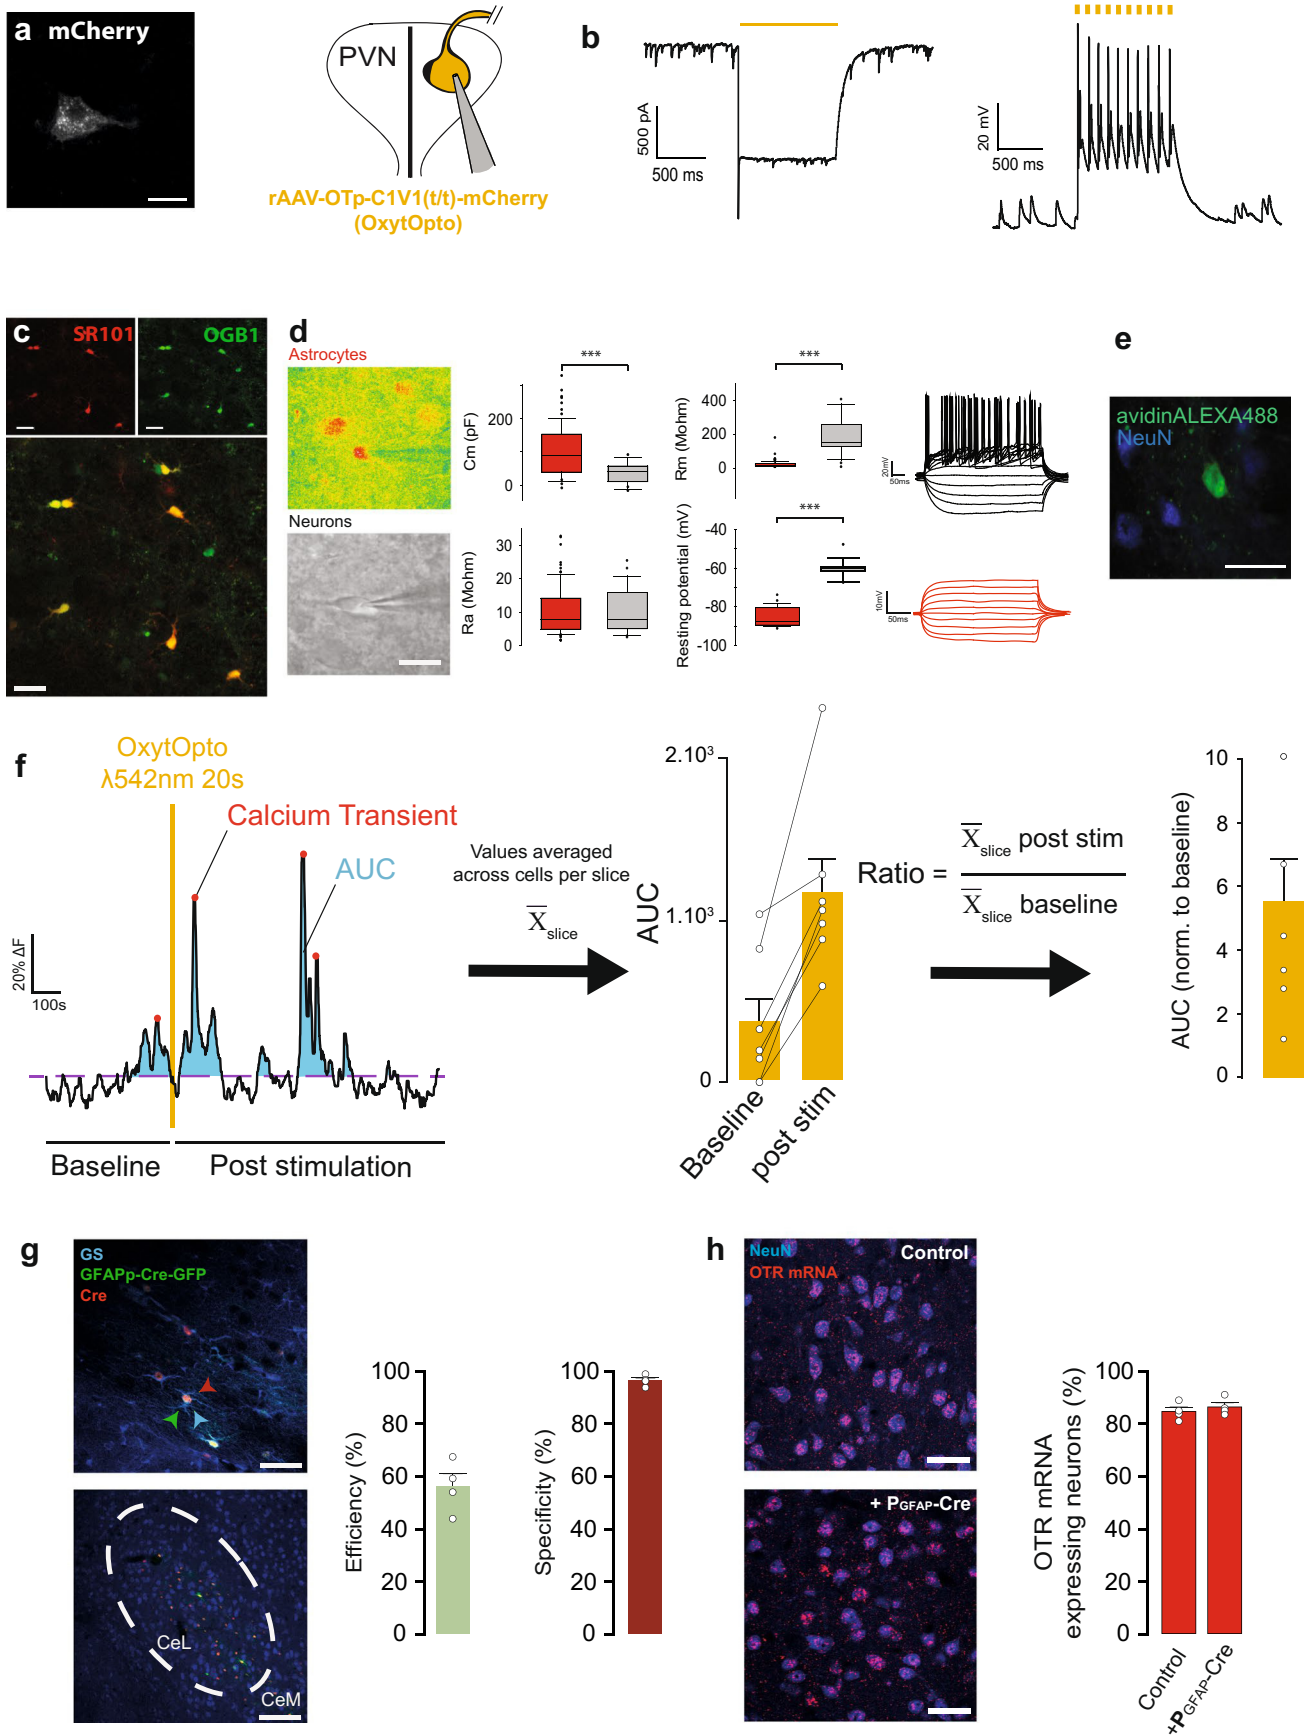 a
mCherry
PVN
rAAV-OTp-C1V1(t/t)-mCherry
(OxytOpto)
b
500 pA
500 ms
20 mV
500 ms
c
SR101
OGB1
d
Astrocytes
Neurons
Cm (pF)
200
0
***
Rm (Mohm)
400
200
0
***
Ra (Mohm)
30
20
10
0
Resting potential (mV)
-40
-60
-80
-100
***
20mV
50ms
10mV
50ms
e
avidinALEXA488
NeuN
f
OxytOpto
λ542nm 20s
Calcium Transient
AUC
20% ΔF
100s
Baseline
Post stimulation
Values averaged
across cells per slice
X̅slice
AUC
2.10³
1.10³
0
Baseline
post stim
Ratio =
X̅slice post stim
X̅slice baseline
AUC (norm. to baseline)
10
8
6
4
2
0
g
GS
GFAPp-Cre-GFP
Cre
CeL
CeM
Efficiency (%)
100
80
60
40
20
0
Specificity (%)
100
80
60
40
20
0
h
NeuN
OTR mRNA
Control
+ PGFAP-Cre
OTR mRNA
expressing neurons (%)
100
80
60
40
20
0
Control
+PGFAP-Cre